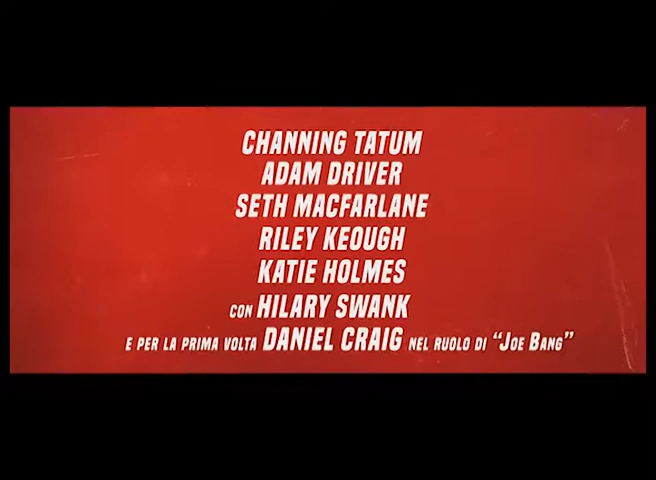 CHANNING TATUM
ADAM DRIVER
SETH MACFARLANE
RILEY KEOUGH
KATIE HOLMES
CON HILARY SWANK
E PER LA PRIMA VOLTA DANIEL CRAIG NEL RUOLO DI “JOE BANG”